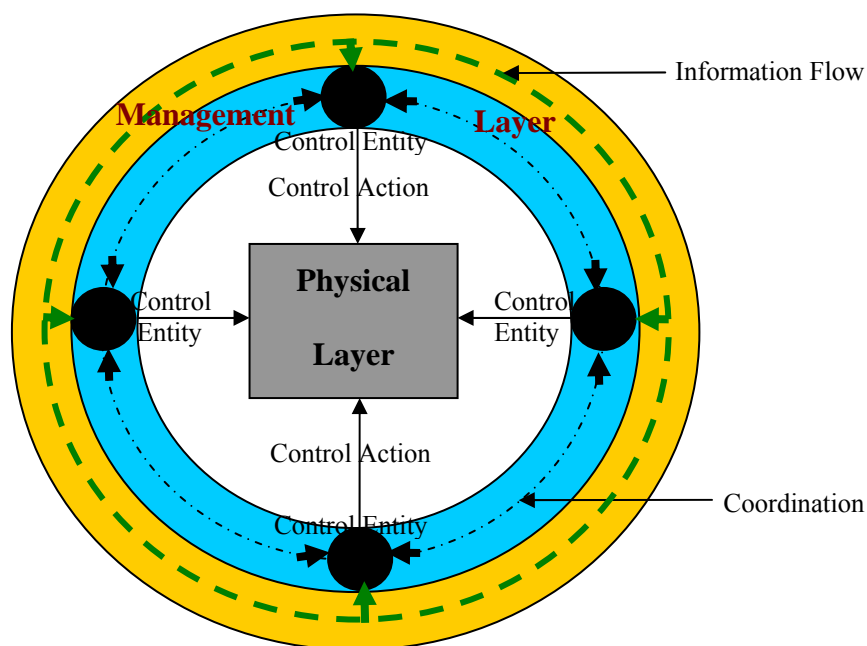 Information Flow
Management Layer
Control Entity
Control Action
Physical
Layer
Control
Entity
Control
Entity
Control Action
Coordination
Control Entity